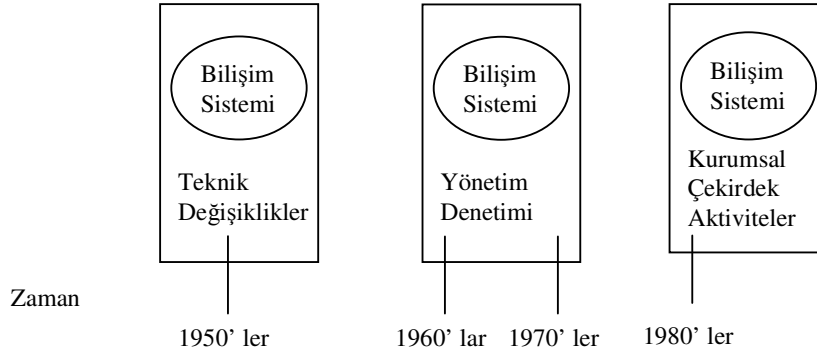 Bilişim
Sistemi
Teknik
Değişiklikler
Bilişim
Sistemi
Yönetim
Denetimi
Bilişim
Sistemi
Kurumsal
Çekirdek
Aktiviteler
Zaman
1950’ ler
1960’ lar
1970’ ler
1980’ ler